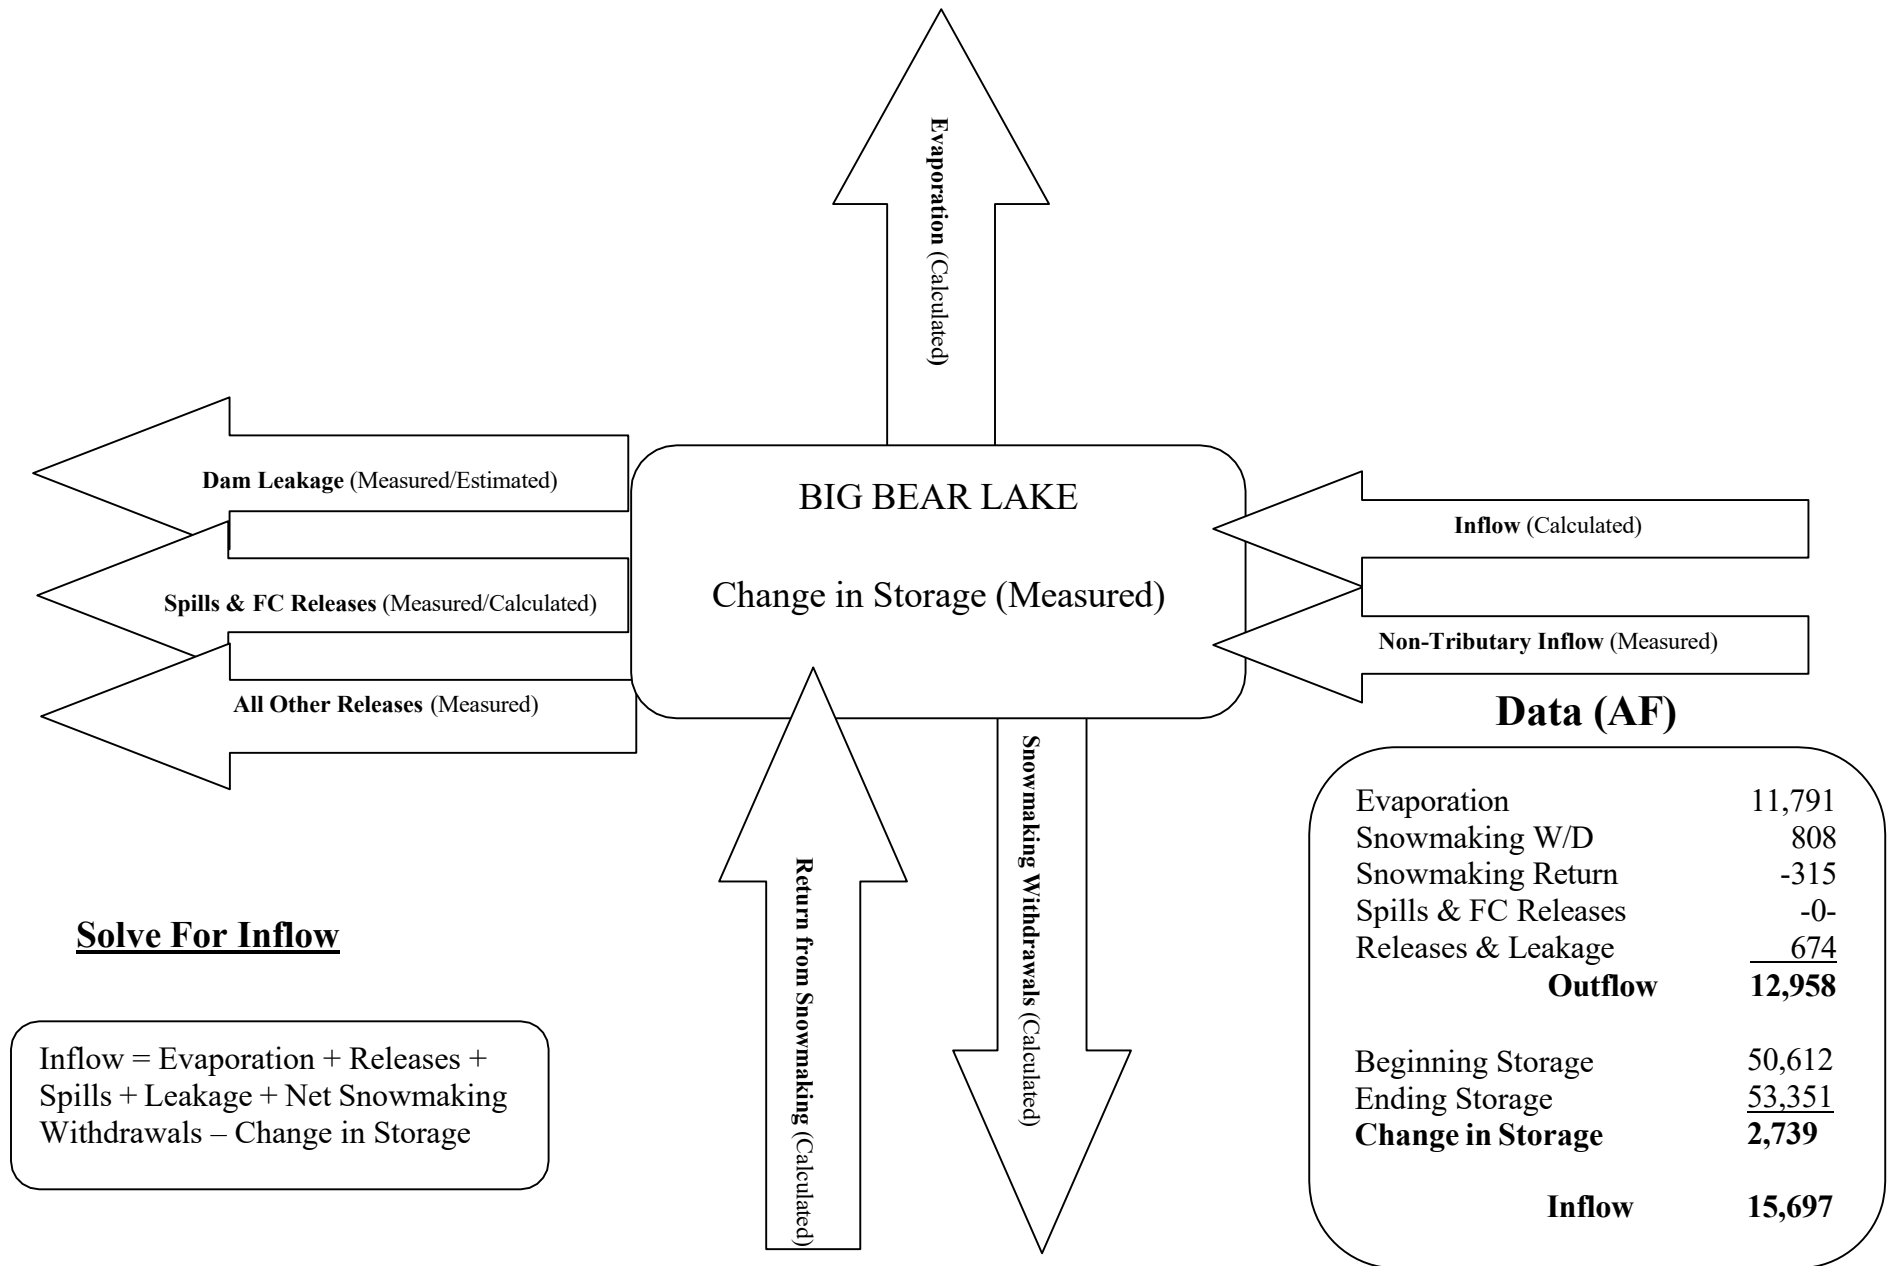 Evaporation (Calculated)
Dam Leakage (Measured/Estimated)
Spills & FC Releases (Measured/Calculated)
All Other Releases (Measured)
BIG BEAR LAKE
Change in Storage (Measured)
Inflow (Calculated)
Non-Tributary Inflow (Measured)
Return from Snowmaking (Calculated)
Snowmaking Withdrawals (Calculated)
Solve For Inflow
Inflow = Evaporation + Releases +
Spills + Leakage + Net Snowmaking
Withdrawals – Change in Storage
Data (AF)
Evaporation 11,791
Snowmaking W/D 808
Snowmaking Return -315
Spills & FC Releases -0-
Releases & Leakage 674
Outflow 12,958
Beginning Storage 50,612
Ending Storage 53,351
Change in Storage 2,739
Inflow 15,697